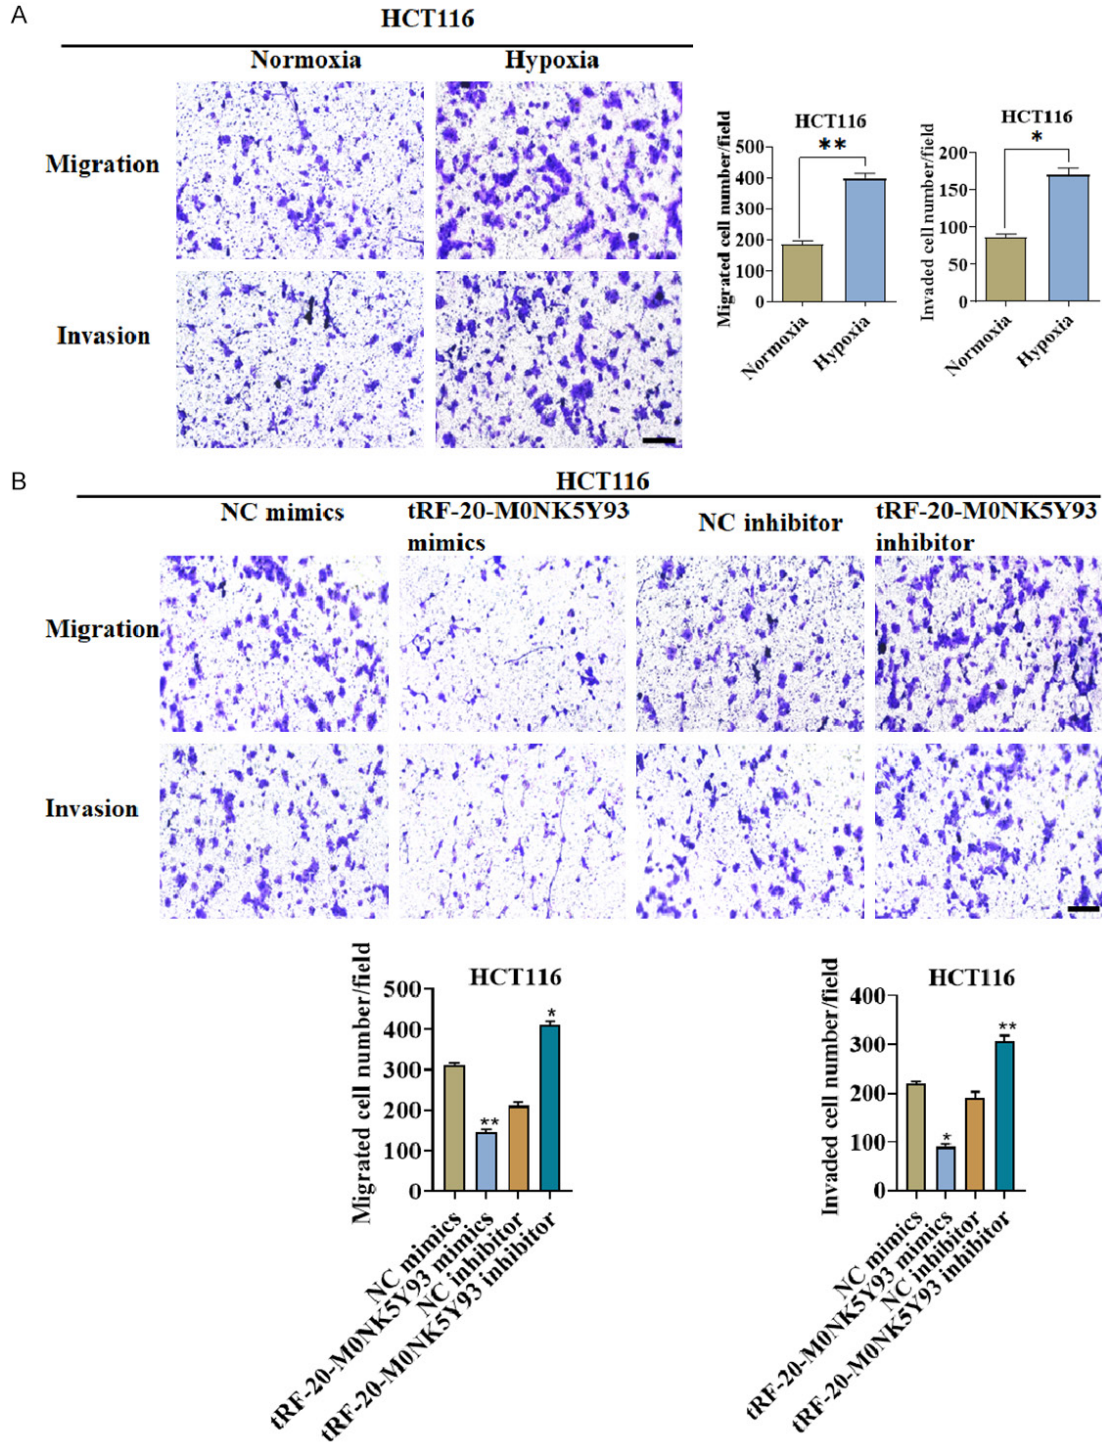 A
HCT116
Normoxia Hypoxia
Migration
Invasion
HCT116
**
Migrated cell number/field
500
400
300
200
100
0
Normoxia
Hypoxia
HCT116
*
Invaded cell number/field
200
150
100
50
0
Normoxia
Hypoxia
B
HCT116
NC mimics
tRF-20-M0NK5Y93
mimics
NC inhibitor
tRF-20-M0NK5Y93
inhibitor
Migration
Invasion
HCT116
Migrated cell number/field
500
400
300
200
100
0
**
*
NC mimics
tRF-20-M0NK5Y93 mimics
NC inhibitor
tRF-20-M0NK5Y93 inhibitor
HCT116
Invaded cell number/field
400
300
200
100
0
*
**
NC mimics
tRF-20-M0NK5Y93 mimics
NC inhibitor
tRF-20-M0NK5Y93 inhibitor